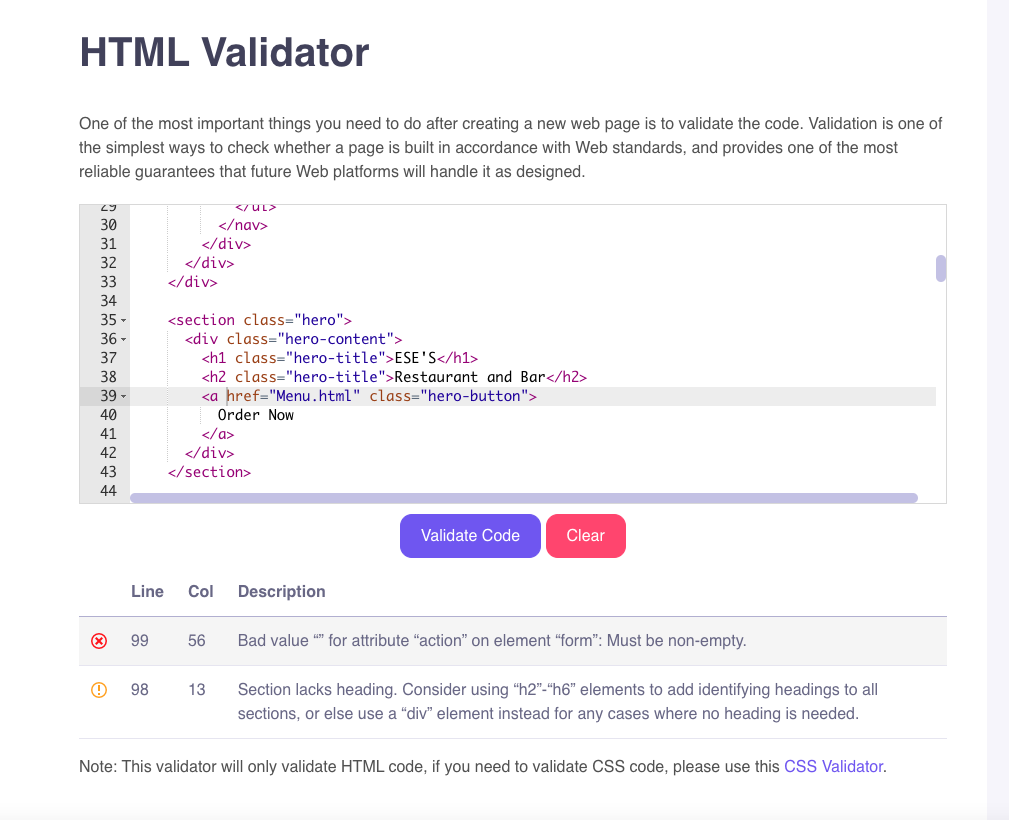 HTML Validator
One of the most important things you need to do after creating a new web page is to validate the code. Validation is one of
the simplest ways to check whether a page is built in accordance with Web standards, and provides one of the most
reliable guarantees that future Web platforms will handle it as designed.
29 </ul>
30 </nav>
31 </div>
32 </div>
33 </div>
34
35 <section class="hero">
36 <div class="hero-content">
37 <h1 class="hero-title">ESE'S</h1>
38 <h2 class="hero-title">Restaurant and Bar</h2>
39 <a href="Menu.html" class="hero-button">
40 Order Now
41 </a>
42 </div>
43 </section>
44
Validate Code Clear
Line Col Description
99 56 Bad value “” for attribute “action” on element “form”: Must be non-empty.
98 13 Section lacks heading. Consider using “h2”-“h6” elements to add identifying headings to all
sections, or else use a “div” element instead for any cases where no heading is needed.
Note: This validator will only validate HTML code, if you need to validate CSS code, please use this CSS Validator.